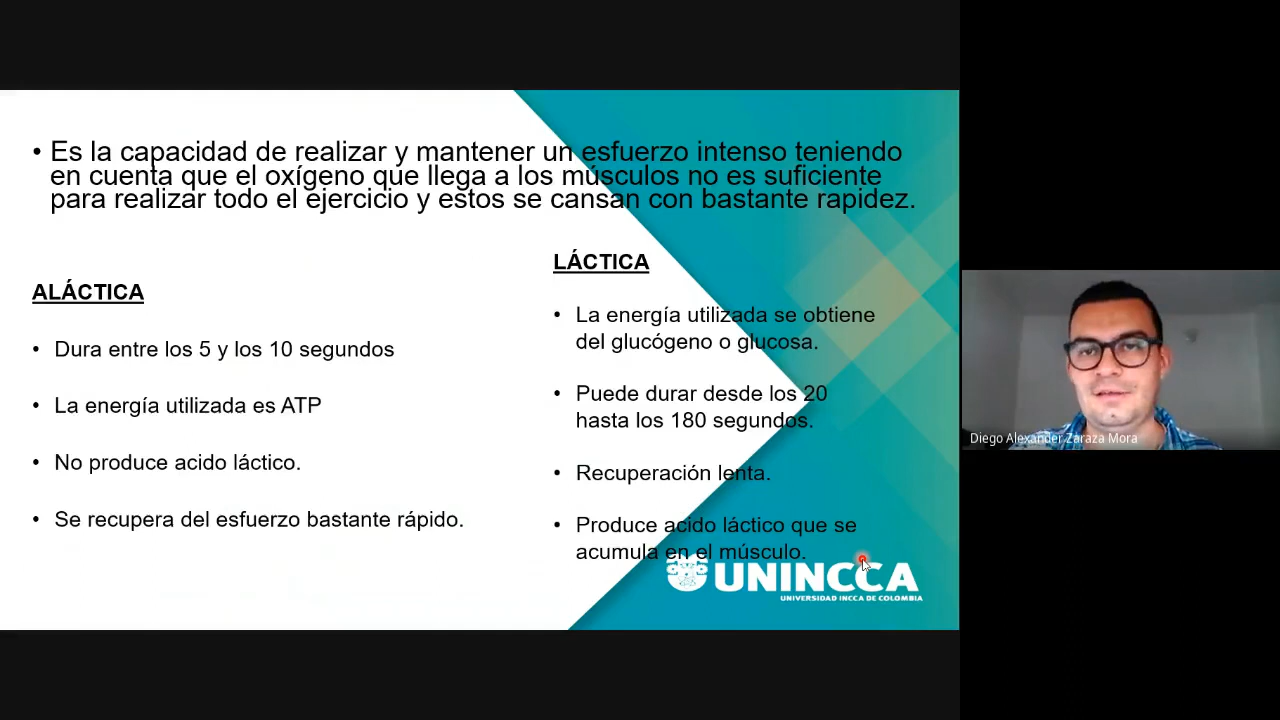 • Es la capacidad de realizar y mantener un esfuerzo intenso teniendo
en cuenta que el oxígeno que llega a los músculos no es suficiente
para realizar todo el ejercicio y estos se cansan con bastante rapidez.
ALÁCTICA
• Dura entre los 5 y los 10 segundos
• La energía utilizada es ATP
• No produce acido láctico.
• Se recupera del esfuerzo bastante rápido.
LÁCTICA
• La energía utilizada se obtiene
del glucógeno o glucosa.
• Puede durar desde los 20
hasta los 180 segundos.
• Recuperación lenta.
• Produce acido láctico que se
acumula en el músculo.
UNINCCA
UNIVERSIDAD INCCA DE COLOMBIA
Diego Alexander Zaraza Mora